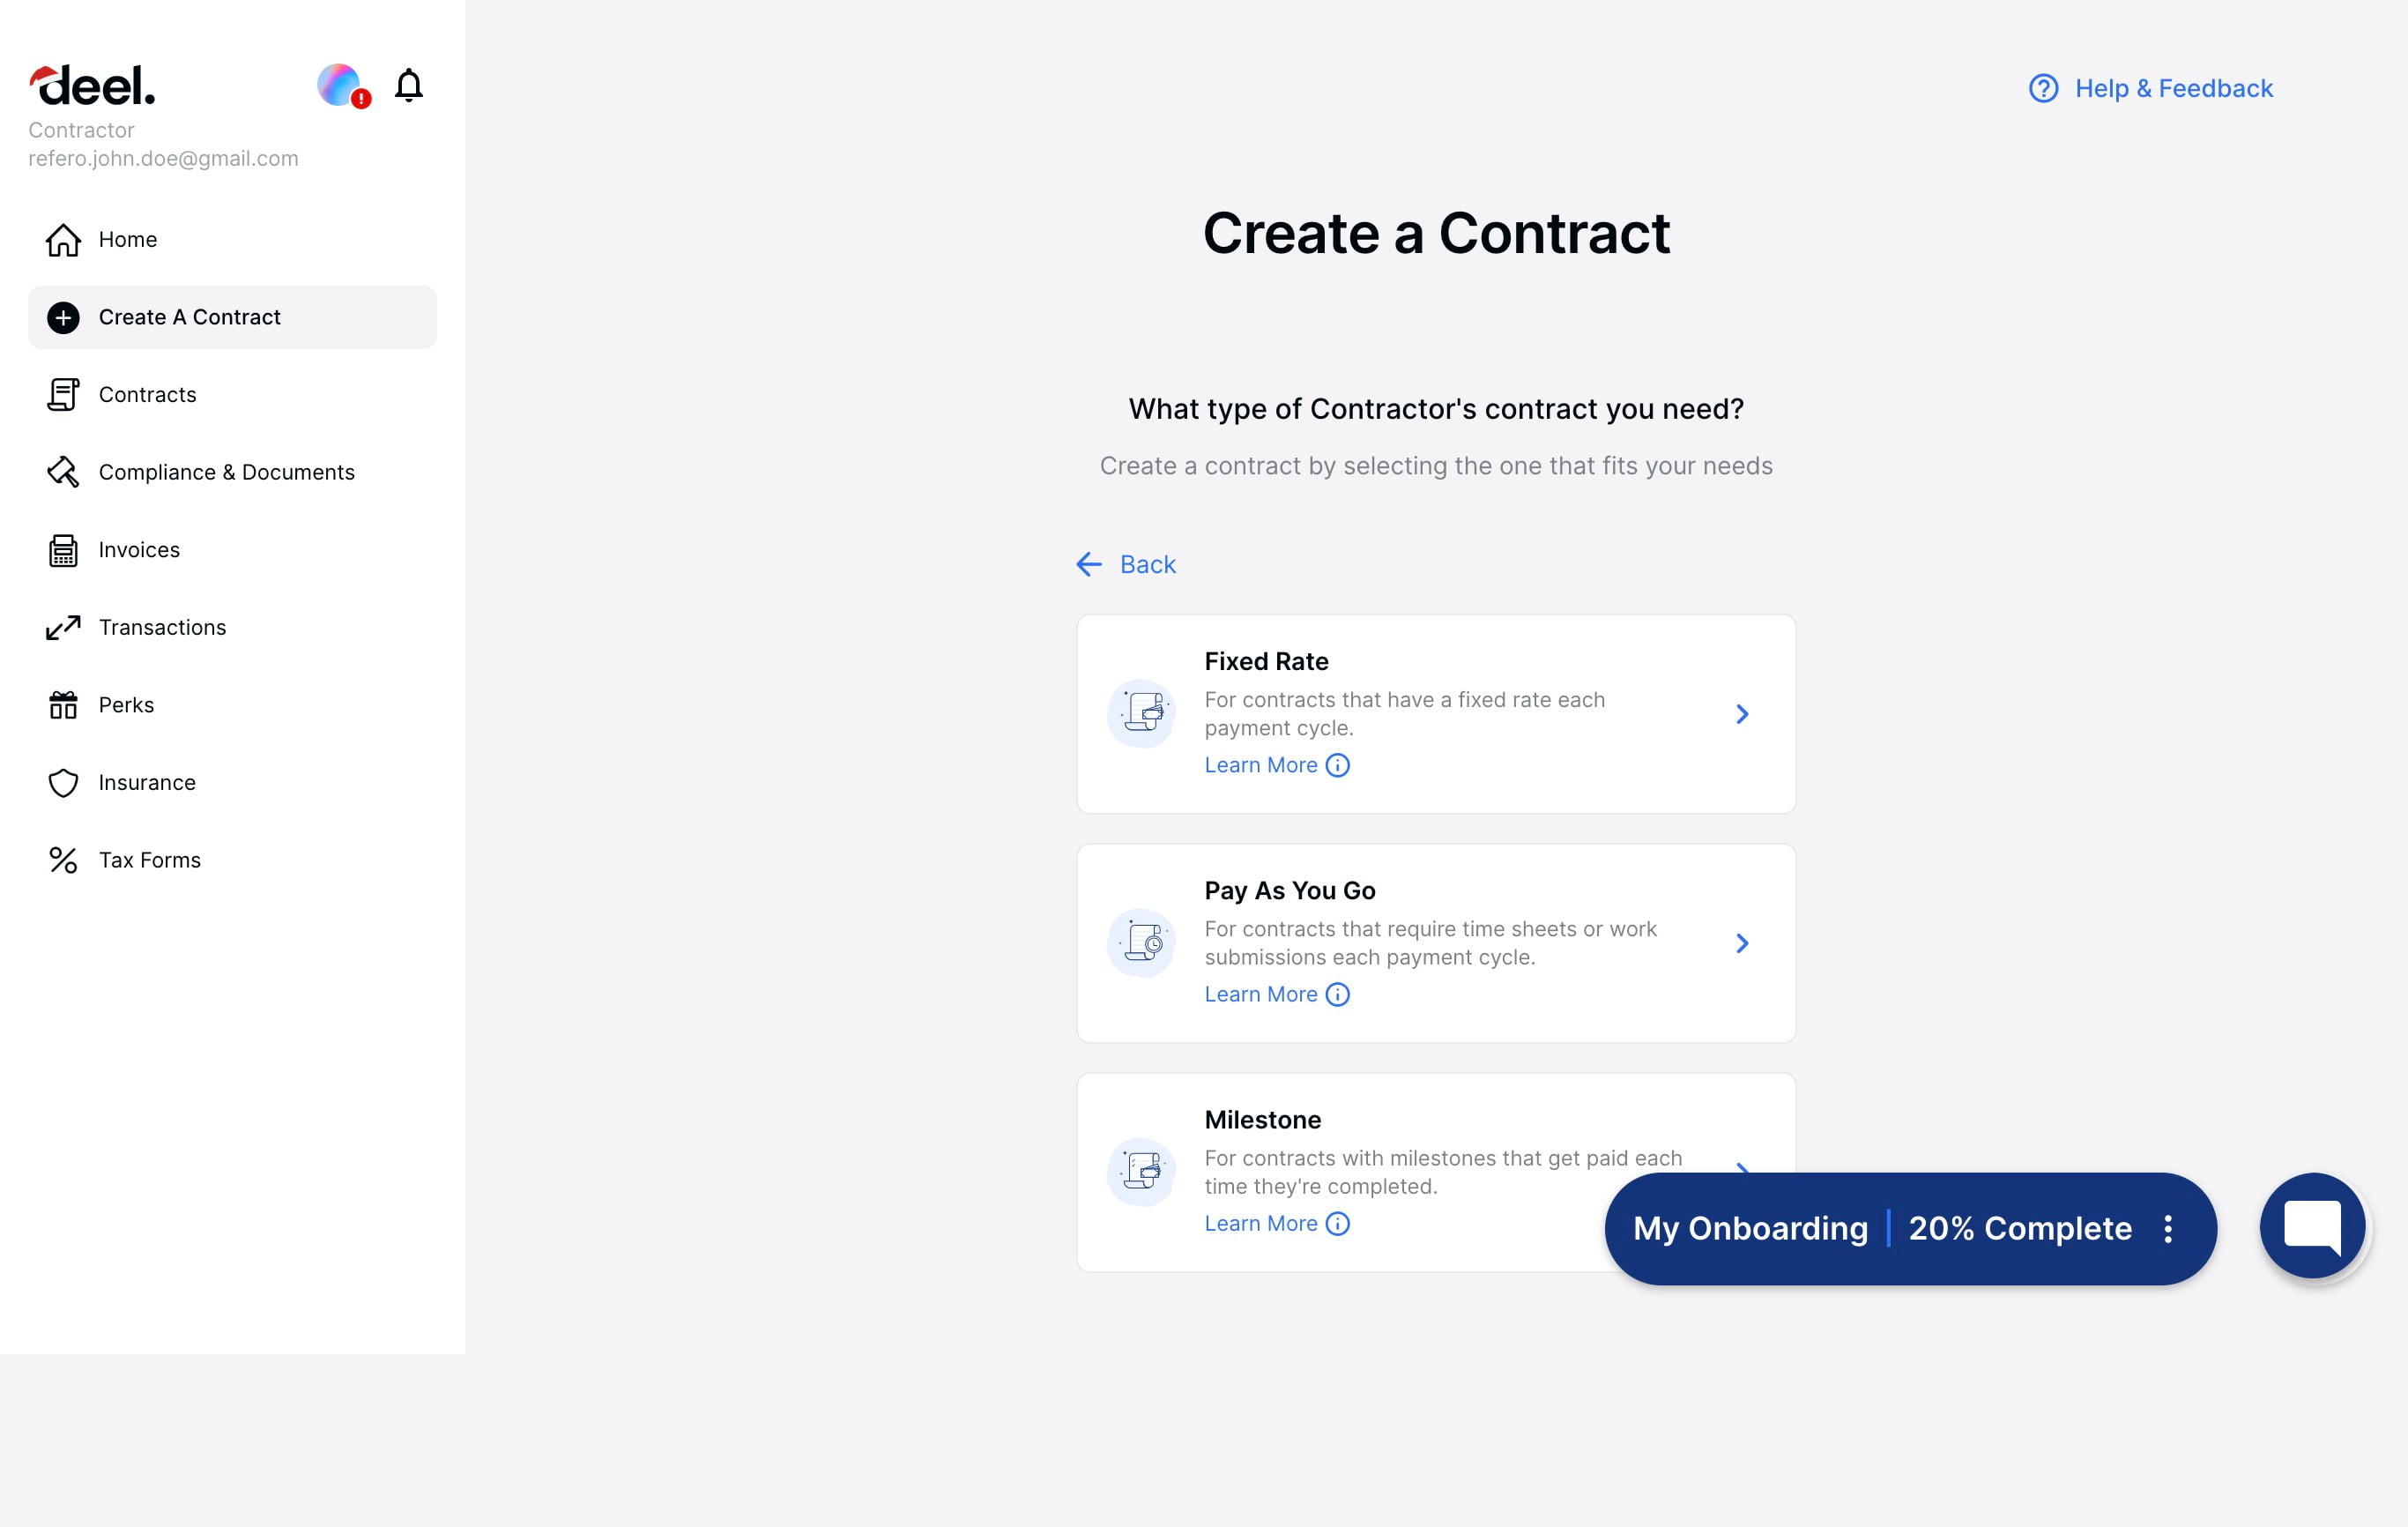 deel.
Contractor
refero.john.doe@gmail.com
Home
Create A Contract
Contracts
Compliance & Documents
Invoices
Transactions
Perks
Insurance
Tax Forms
Help & Feedback
Create a Contract
What type of Contractor's contract you need?
Create a contract by selecting the one that fits your needs
Back
Fixed Rate
For contracts that have a fixed rate each
payment cycle.
Learn More
Pay As You Go
For contracts that require time sheets or work
submissions each payment cycle.
Learn More
Milestone
For contracts with milestones that get paid each
time they're completed.
Learn More
My Onboarding | 20% Complete